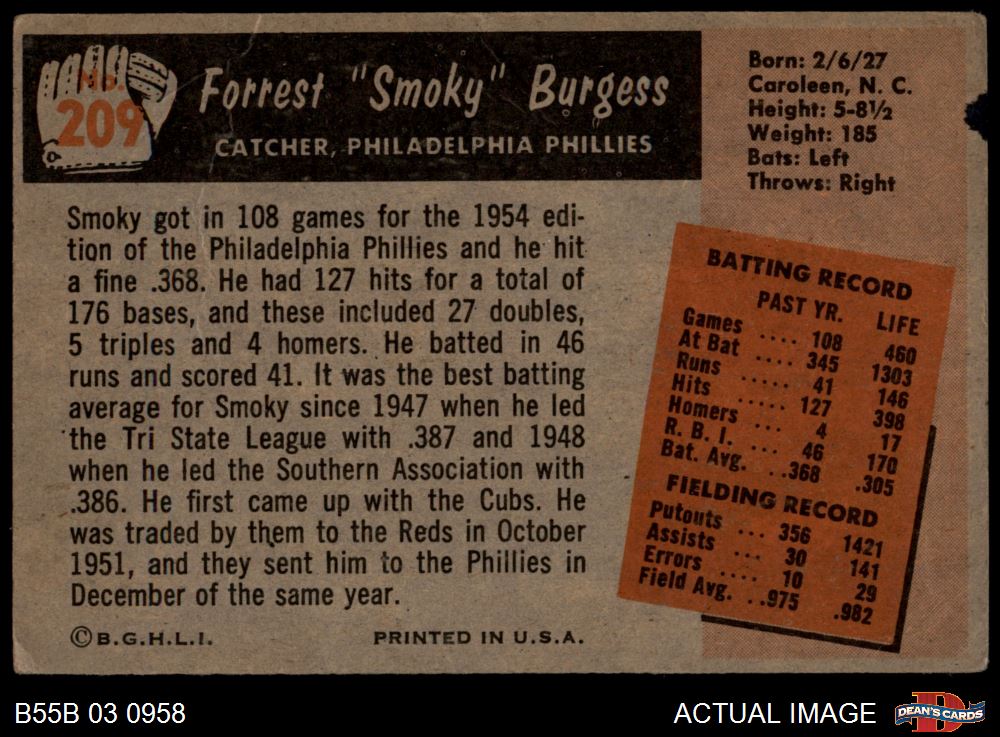 No. 209
Forrest "Smoky" Burgess
CATCHER, PHILADELPHIA PHILLIES
Born: 2/6/27
Caroleen, N. C.
Height: 5-8½
Weight: 185
Bats: Left
Throws: Right
Smoky got in 108 games for the 1954 edi-
tion of the Philadelphia Phillies and he hit
a fine .368. He had 127 hits for a total of
176 bases, and these included 27 doubles,
5 triples and 4 homers. He batted in 46
runs and scored 41. It was the best batting
average for Smoky since 1947 when he led
the Tri State League with .387 and 1948
when he led the Southern Association with
.386. He first came up with the Cubs. He
was traded by them to the Reds in October
1951, and they sent him to the Phillies in
December of the same year.
© B.G.H.L.I. PRINTED IN U.S.A.
BATTING RECORD
PAST YR. LIFE
Games .... 108 460
At Bat .... 345 1303
Runs ..... 41 146
Hits ..... 127 398
Homers ... 4 17
R. B. I. ... 46 170
Bat. Avg. . .368 .305
FIELDING RECORD
Putouts ... 356 1421
Assists ... 30 141
Errors .... 10 29
Field Avg. . .975 .982
B55B 03 0958
ACTUAL IMAGE
D
DEAN'S CARDS